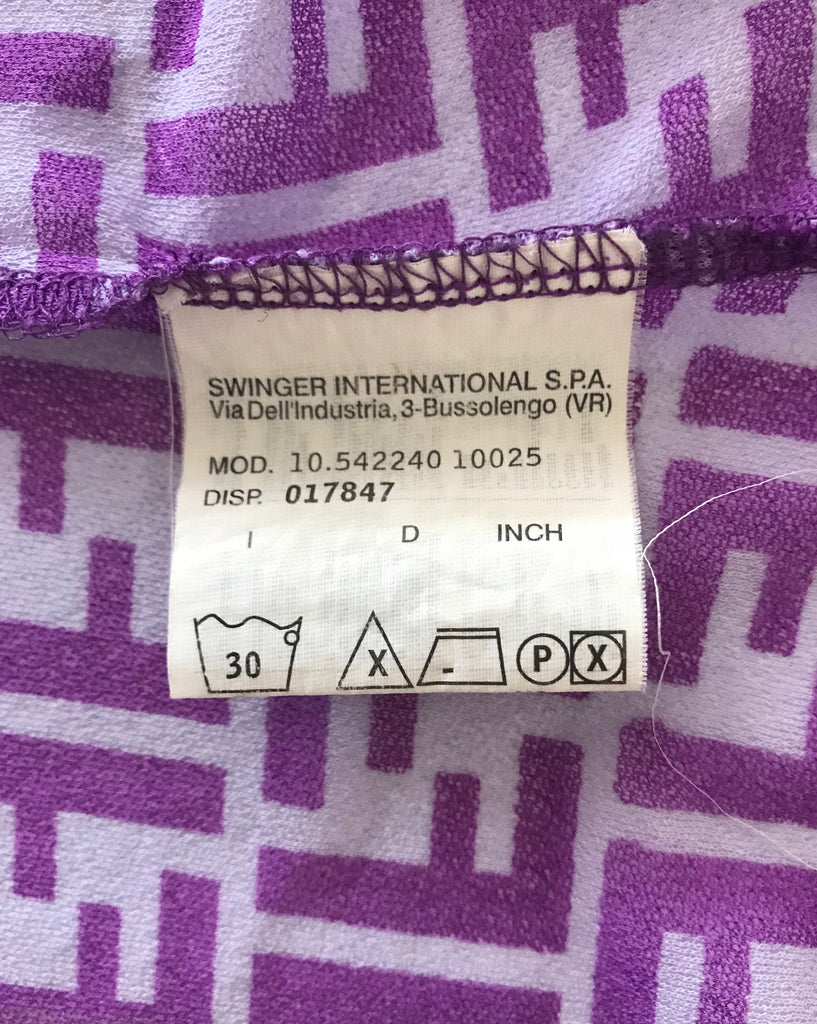 SWINGER INTERNATIONAL S.P.A.
Via Dell'Industria, 3-Bussolengo (VR)
MOD. 10.542240 10025
DISP. 017847
I D INCH
30 X - P X